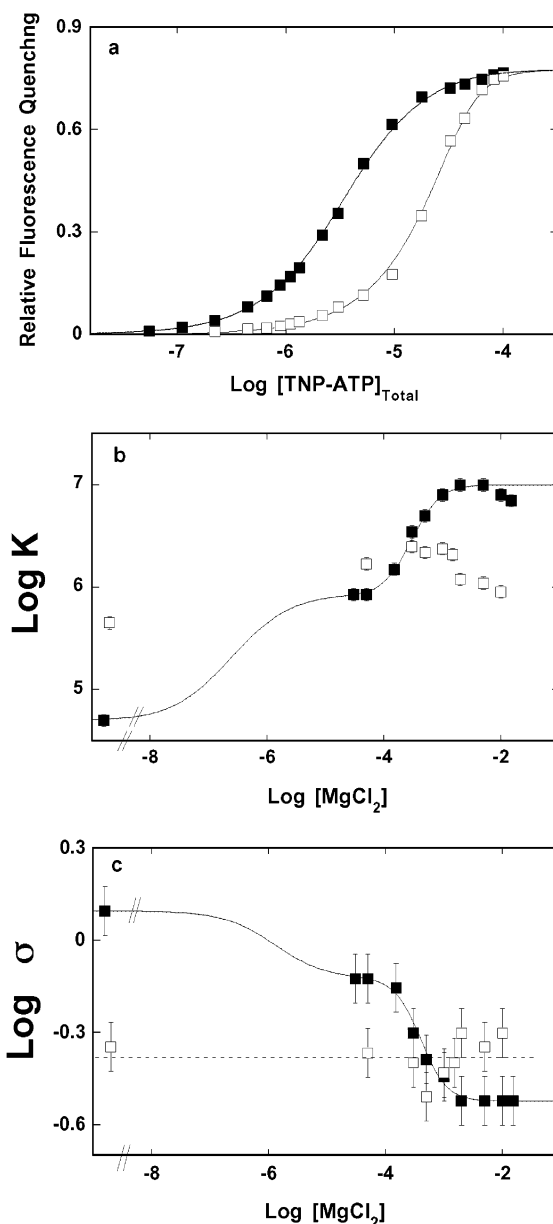 a
0.9
0.6
0.3
0
Relative Fluorescence Quenchng
-7 -6 -5 -4
Log [TNP-ATP]Total
b
7
6
5
Log K
-8 -6 -4 -2
Log [MgCl2]
c
0.3
0
-0.3
-0.6
Log σ
-8 -6 -4 -2
Log [MgCl2]